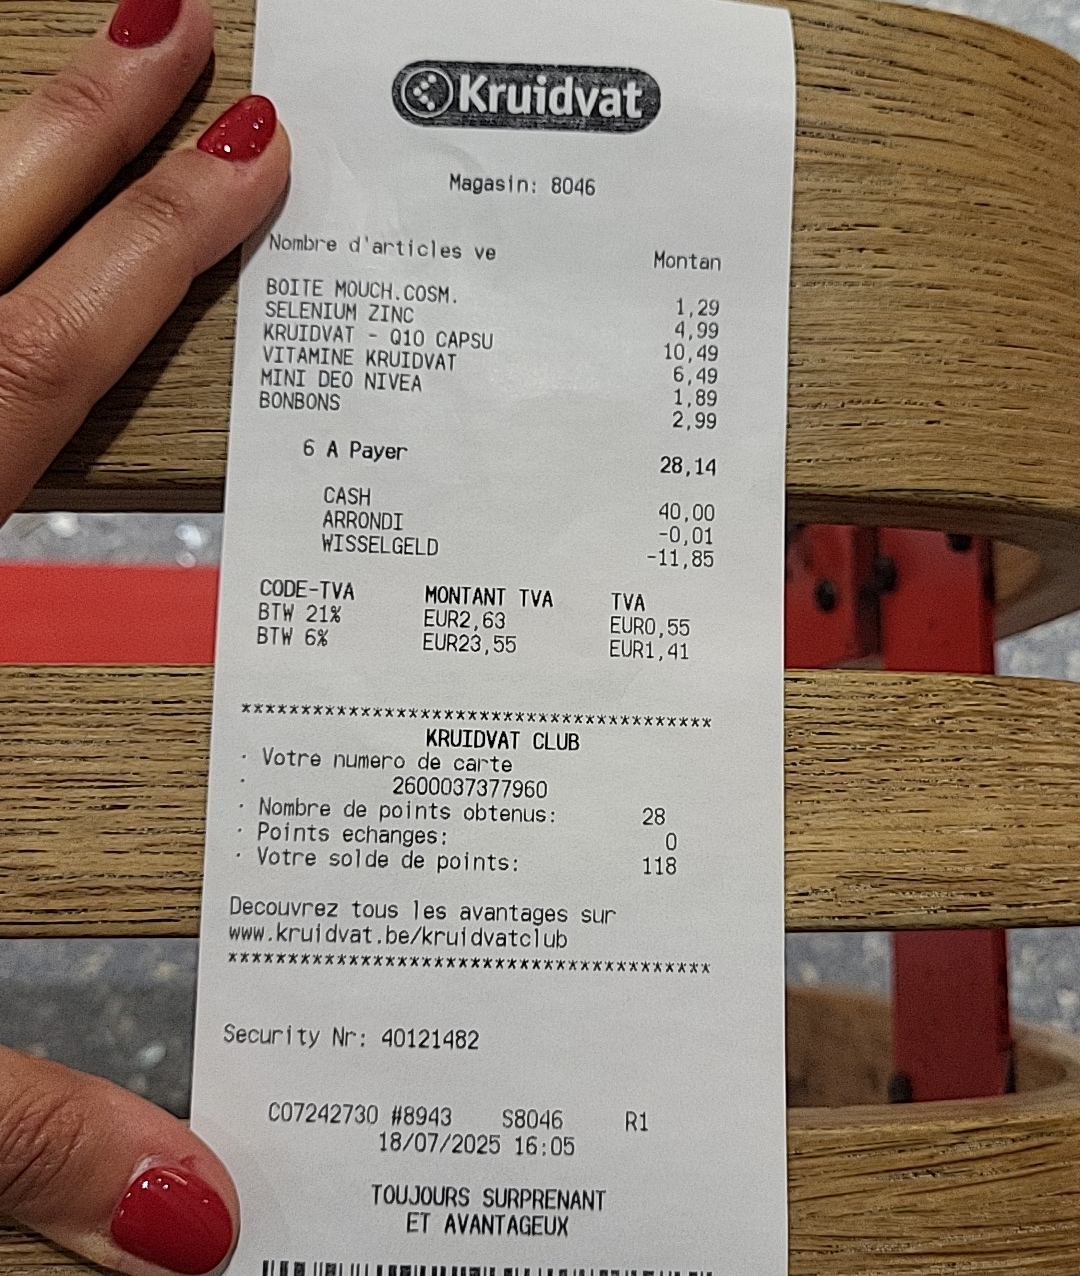 Kruidvat
Magasin: 8046
Nombre d'articles ve Montan
BOITE MOUCH.COSM. 1,29
SELENIUM ZINC 4,99
KRUIDVAT - Q10 CAPSU 10,49
VITAMINE KRUIDVAT 6,49
MINI DEO NIVEA 1,89
BONBONS 2,99
6 A Payer 28,14
CASH 40,00
ARRONDI -0,01
WISSELGELD -11,85
CODE-TVA MONTANT TVA TVA
BTW 21% EUR2,63 EUR0,55
BTW 6% EUR23,55 EUR1,41
****************************************
KRUIDVAT CLUB
· Votre numero de carte
· 2600037377960
· Nombre de points obtenus: 28
· Points echanges: 0
· Votre solde de points: 118
Decouvrez tous les avantages sur
www.kruidvat.be/kruidvatclub
****************************************
Security Nr: 40121482
C07242730 #8943 S8046 R1
18/07/2025 16:05
TOUJOURS SURPRENANT
ET AVANTAGEUX